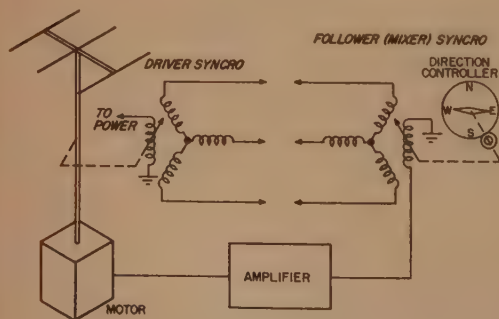 FOLLOWER (MIXER) SYNCRO
DRIVER SYNCRO
DIRECTION
CONTROLLER
N
W E
S
TO
POWER
AMPLIFIER
MOTOR